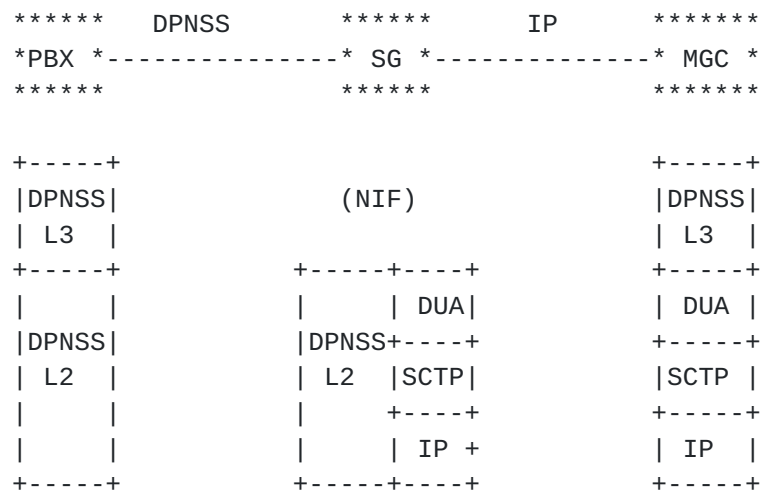 ******   DPNSS       ******      IP      *******
*PBX *---------------* SG *--------------* MGC *
******               ******              *******

+-----+                                  +-----+
|DPNSS|              (NIF)               |DPNSS|
| L3  |                                  | L3  |
+-----+           +-----+----+           +-----+
|     |           |     | DUA|           | DUA |
|DPNSS|           |DPNSS+----+           +-----+
| L2  |           | L2  |SCTP|           |SCTP |
|     |           |     +----+           +-----+
|     |           |     | IP +           | IP  |
+-----+           +-----+----+           +-----+